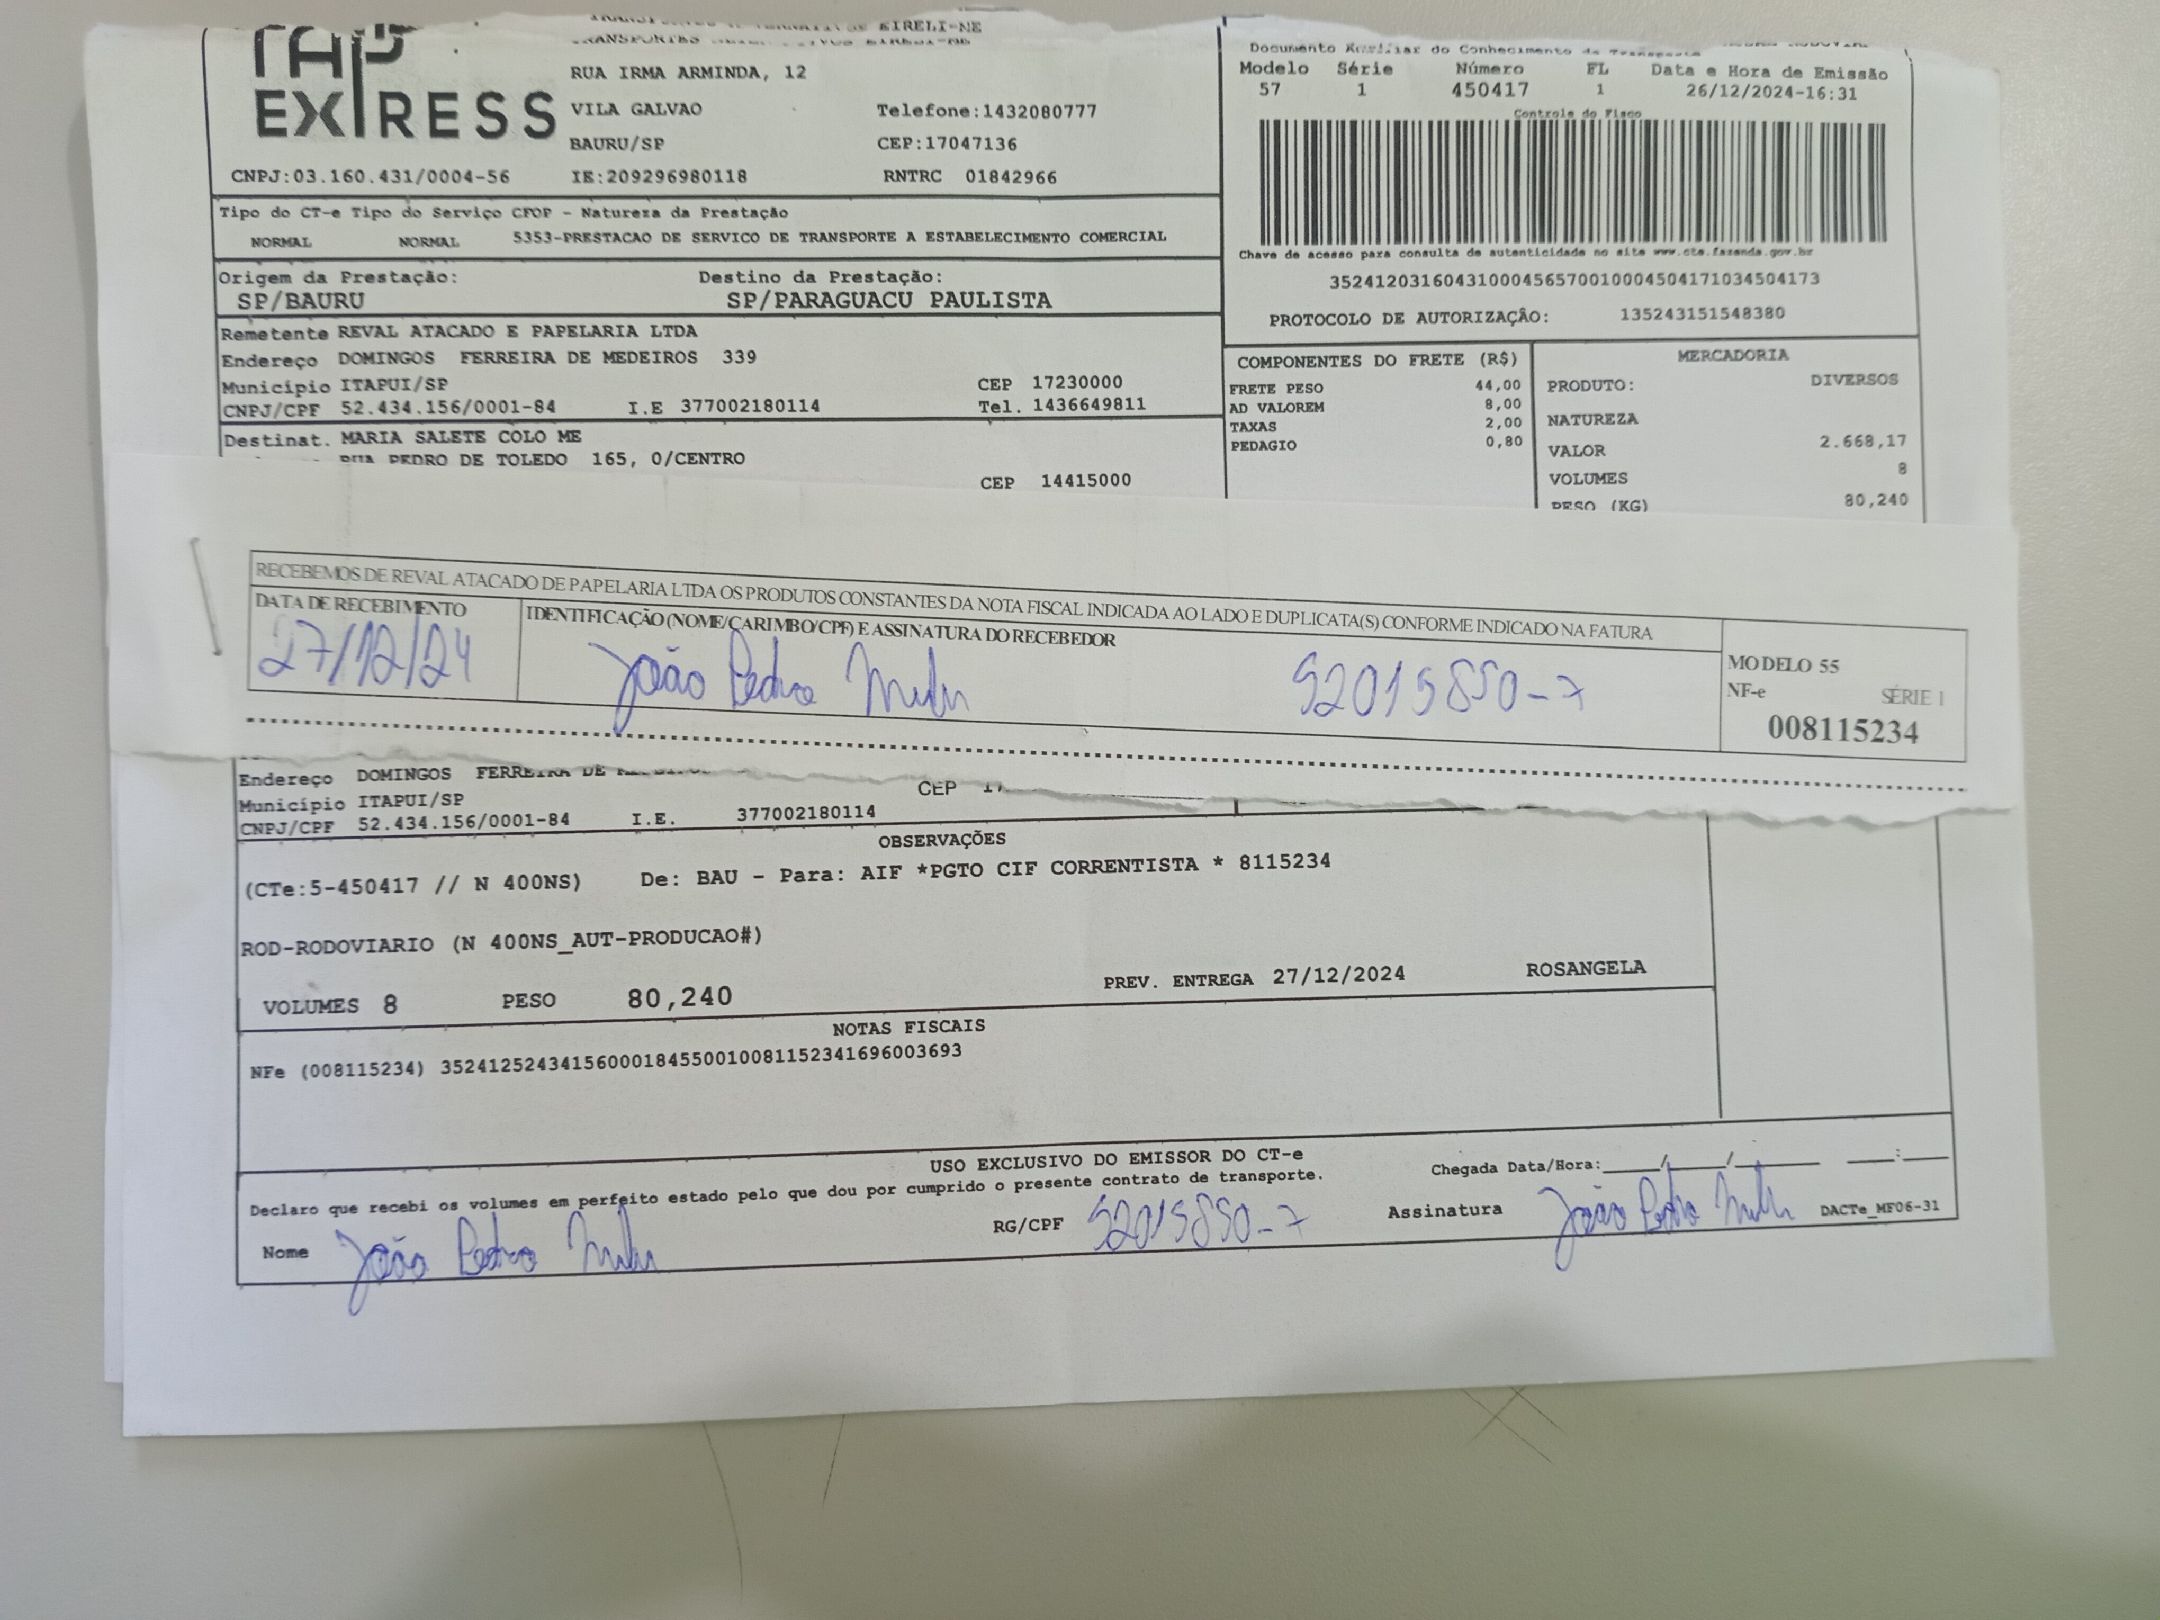 TAP
EXPRESS
EIRELI-NE
RUA IRMA ARMINDA, 12
VILA GALVAO Telefone:1432080777
BAURU/SP CEP:17047136
CNPJ:03.160.431/0004-56 IE:209296980118 RNTRC 01842966
Documento Auxiliar do Conhecimento de Transporte
Modelo Série Número FL Data e Hora de Emissão
57 1 450417 1 26/12/2024-16:31
Controle do Fisco
Chave de acesso para consulta de autenticidade no site www.cte.fazenda.gov.br
35241203160431000456570010004504171034504173
PROTOCOLO DE AUTORIZAÇÃO: 135243151548380
Tipo do CT-e Tipo do Serviço CFOP - Natureza da Prestação
NORMAL NORMAL 5353-PRESTACAO DE SERVICO DE TRANSPORTE A ESTABELECIMENTO COMERCIAL
Origem da Prestação: Destino da Prestação:
SP/BAURU SP/PARAGUACU PAULISTA
Remetente REVAL ATACADO E PAPELARIA LTDA
Endereço DOMINGOS FERREIRA DE MEDEIROS 339
Município ITAPUI/SP CEP 17230000
CNPJ/CPF 52.434.156/0001-84 I.E 377002180114 Tel. 1436649811
Destinat. MARIA SALETE COLO ME
RUA PEDRO DE TOLEDO 165, 0/CENTRO
CEP 14415000
COMPONENTES DO FRETE (R$)
FRETE PESO 44,00
AD VALOREM 8,00
TAXAS 2,00
PEDAGIO 0,80
MERCADORIA
PRODUTO: DIVERSOS
NATUREZA
VALOR 2.668,17
VOLUMES 8
PESO (KG) 80,240
RECEBEMOS DE REVAL ATACADO DE PAPELARIA LTDA OS PRODUTOS CONSTANTES DA NOTA FISCAL INDICADA AO LADO E DUPLICATA(S) CONFORME INDICADO NA FATURA
DATA DE RECEBIMENTO IDENTIFICAÇÃO (NOME/CARIMBO/CPF) E ASSINATURA DO RECEBEDOR
27/12/24 João Pedro 52015850-7
MODELO 55
NF-e SÉRIE 1
008115234
Endereço DOMINGOS FERREIRA DE
Município ITAPUI/SP CEP
CNPJ/CPF 52.434.156/0001-84 I.E. 377002180114
OBSERVAÇÕES
(CTe:5-450417 // N 400NS) De: BAU - Para: AIF *PGTO CIF CORRENTISTA * 8115234
ROD-RODOVIARIO (N 400NS_AUT-PRODUCAO#)
VOLUMES 8 PESO 80,240 PREV. ENTREGA 27/12/2024 ROSANGELA
NOTAS FISCAIS
NFe (008115234) 35241252434156000184550010081152341696003693
USO EXCLUSIVO DO EMISSOR DO CT-e
Declaro que recebi os volumes em perfeito estado pelo que dou por cumprido o presente contrato de transporte.
Chegada Data/Hora:____/____/______ ____:____
Nome João Pedro RG/CPF 52015850-7 Assinatura João Pedro DACTe_MF06-31